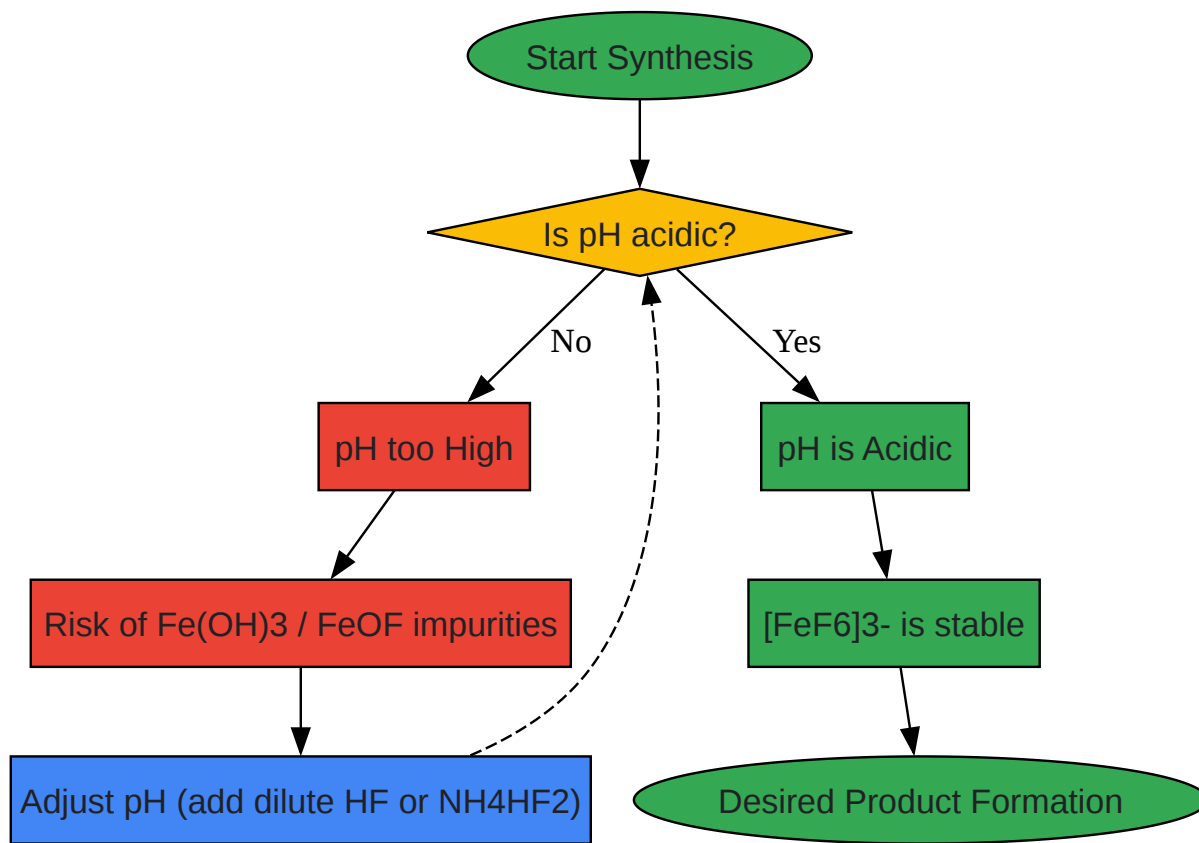 Start Synthesis
Is pH acidic?
No
Yes
pH too High
pH is Acidic
Risk of Fe(OH)3 / FeOF impurities
[FeF6]3- is stable
Adjust pH (add dilute HF or NH4HF2)
Desired Product Formation